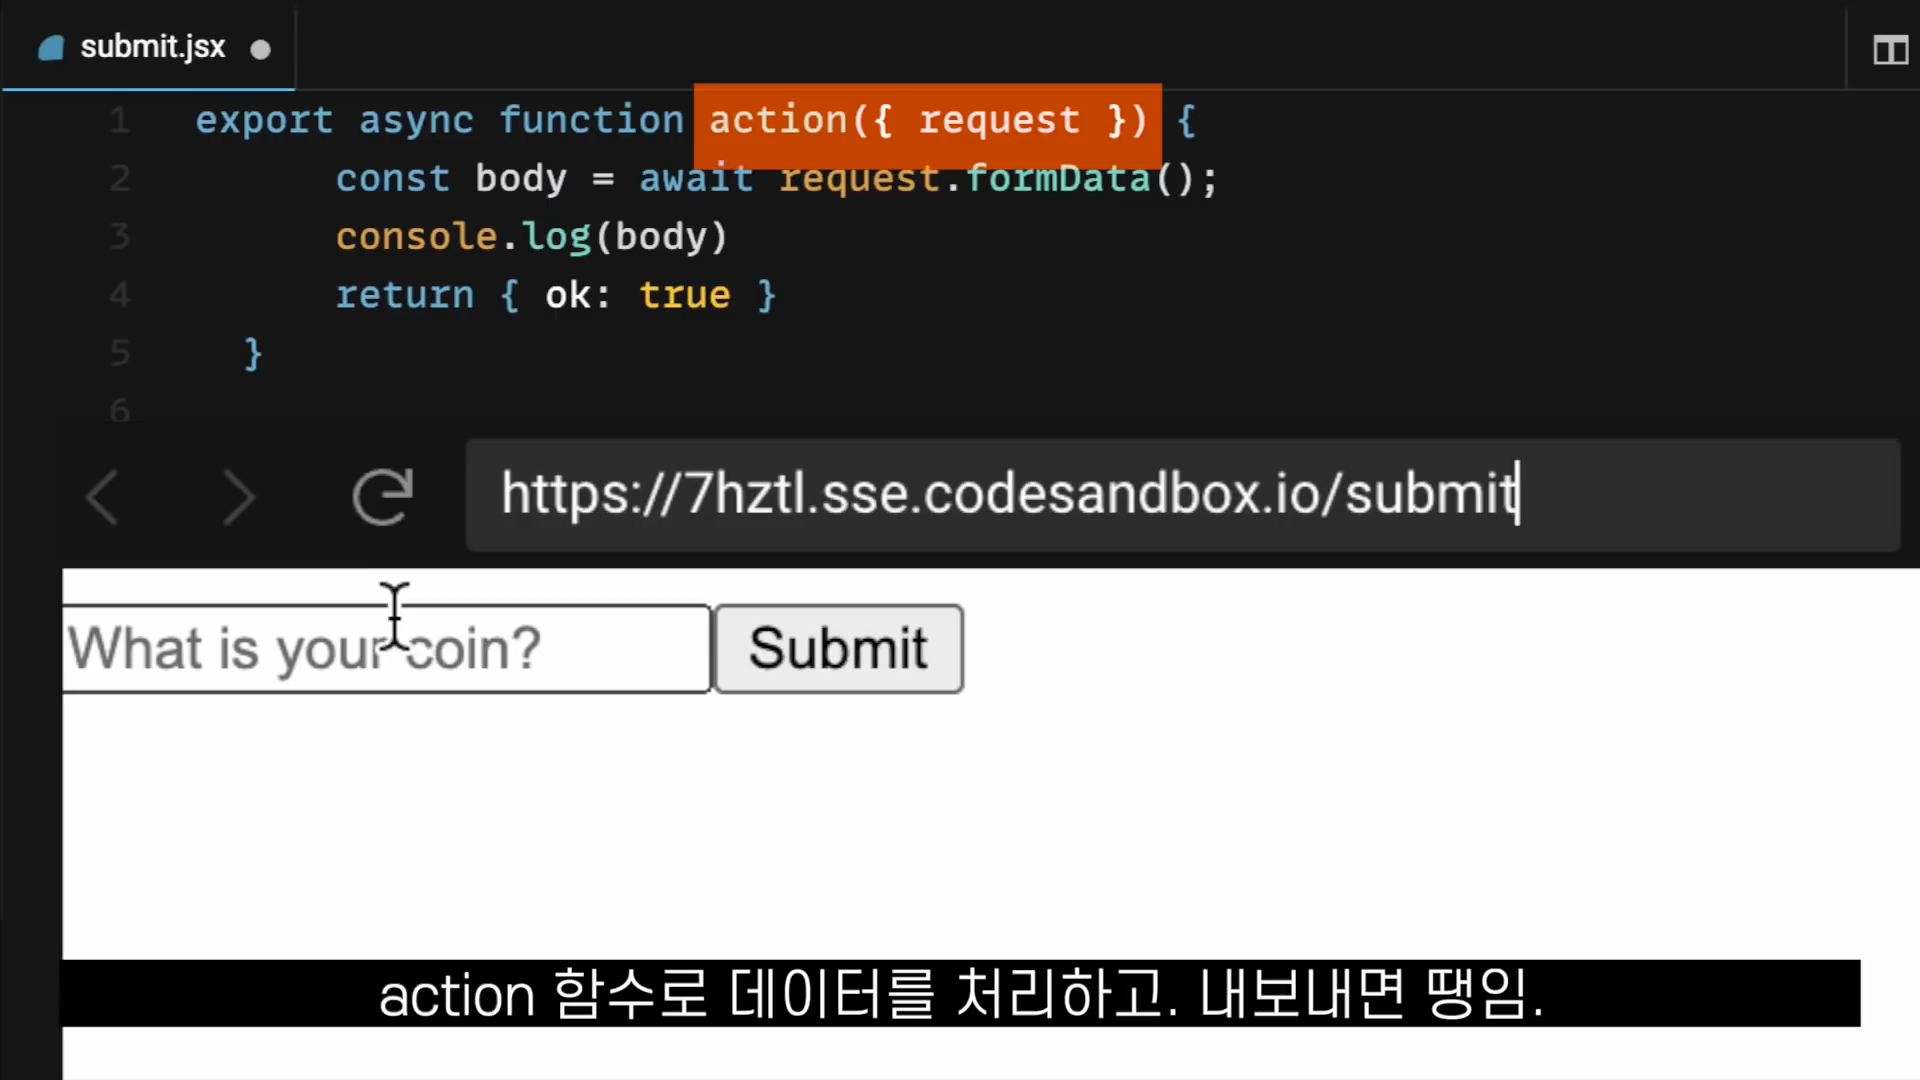 submit.jsx
1 export async function action({ request }) {
2 const body = await request.formData();
3 console.log(body)
4 return { ok: true }
5 }
6
https://7hztl.sse.codesandbox.io/submit
What is your coin? Submit
action 함수로 데이터를 처리하고. 내보내면 땡임.